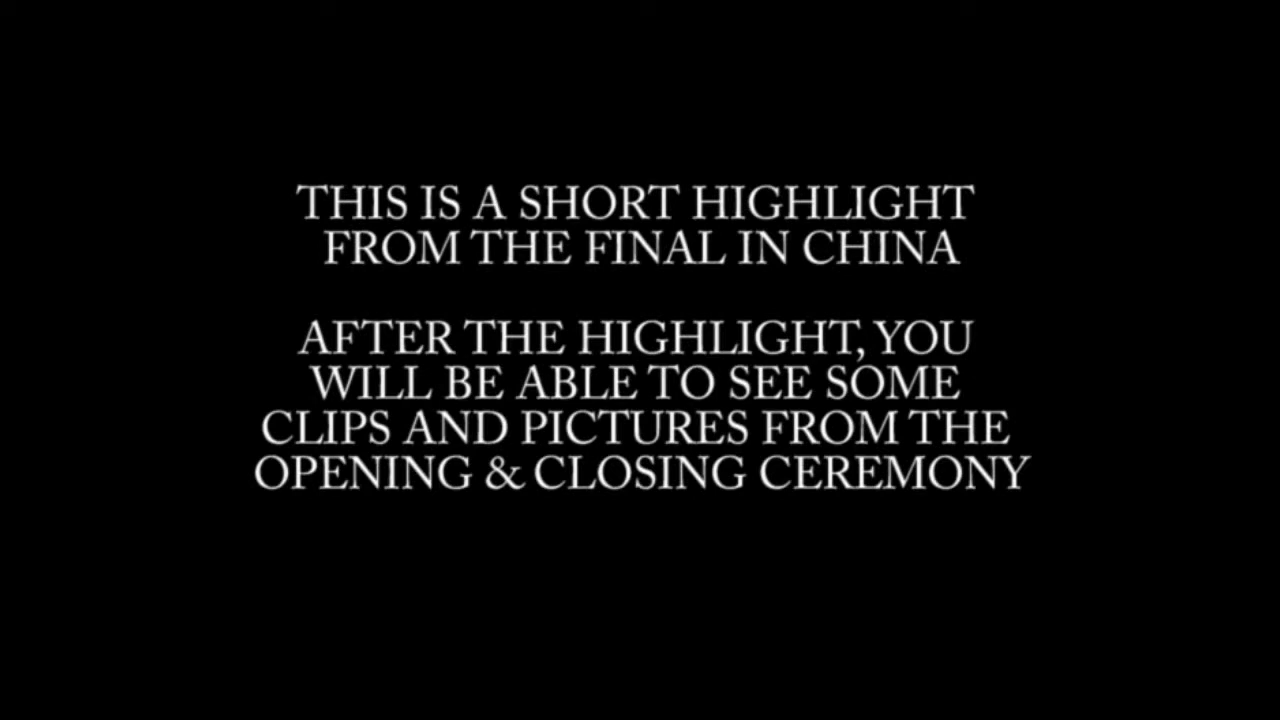 THIS IS A SHORT HIGHLIGHT
FROM THE FINAL IN CHINA
AFTER THE HIGHLIGHT, YOU
WILL BE ABLE TO SEE SOME
CLIPS AND PICTURES FROM THE
OPENING & CLOSING CEREMONY